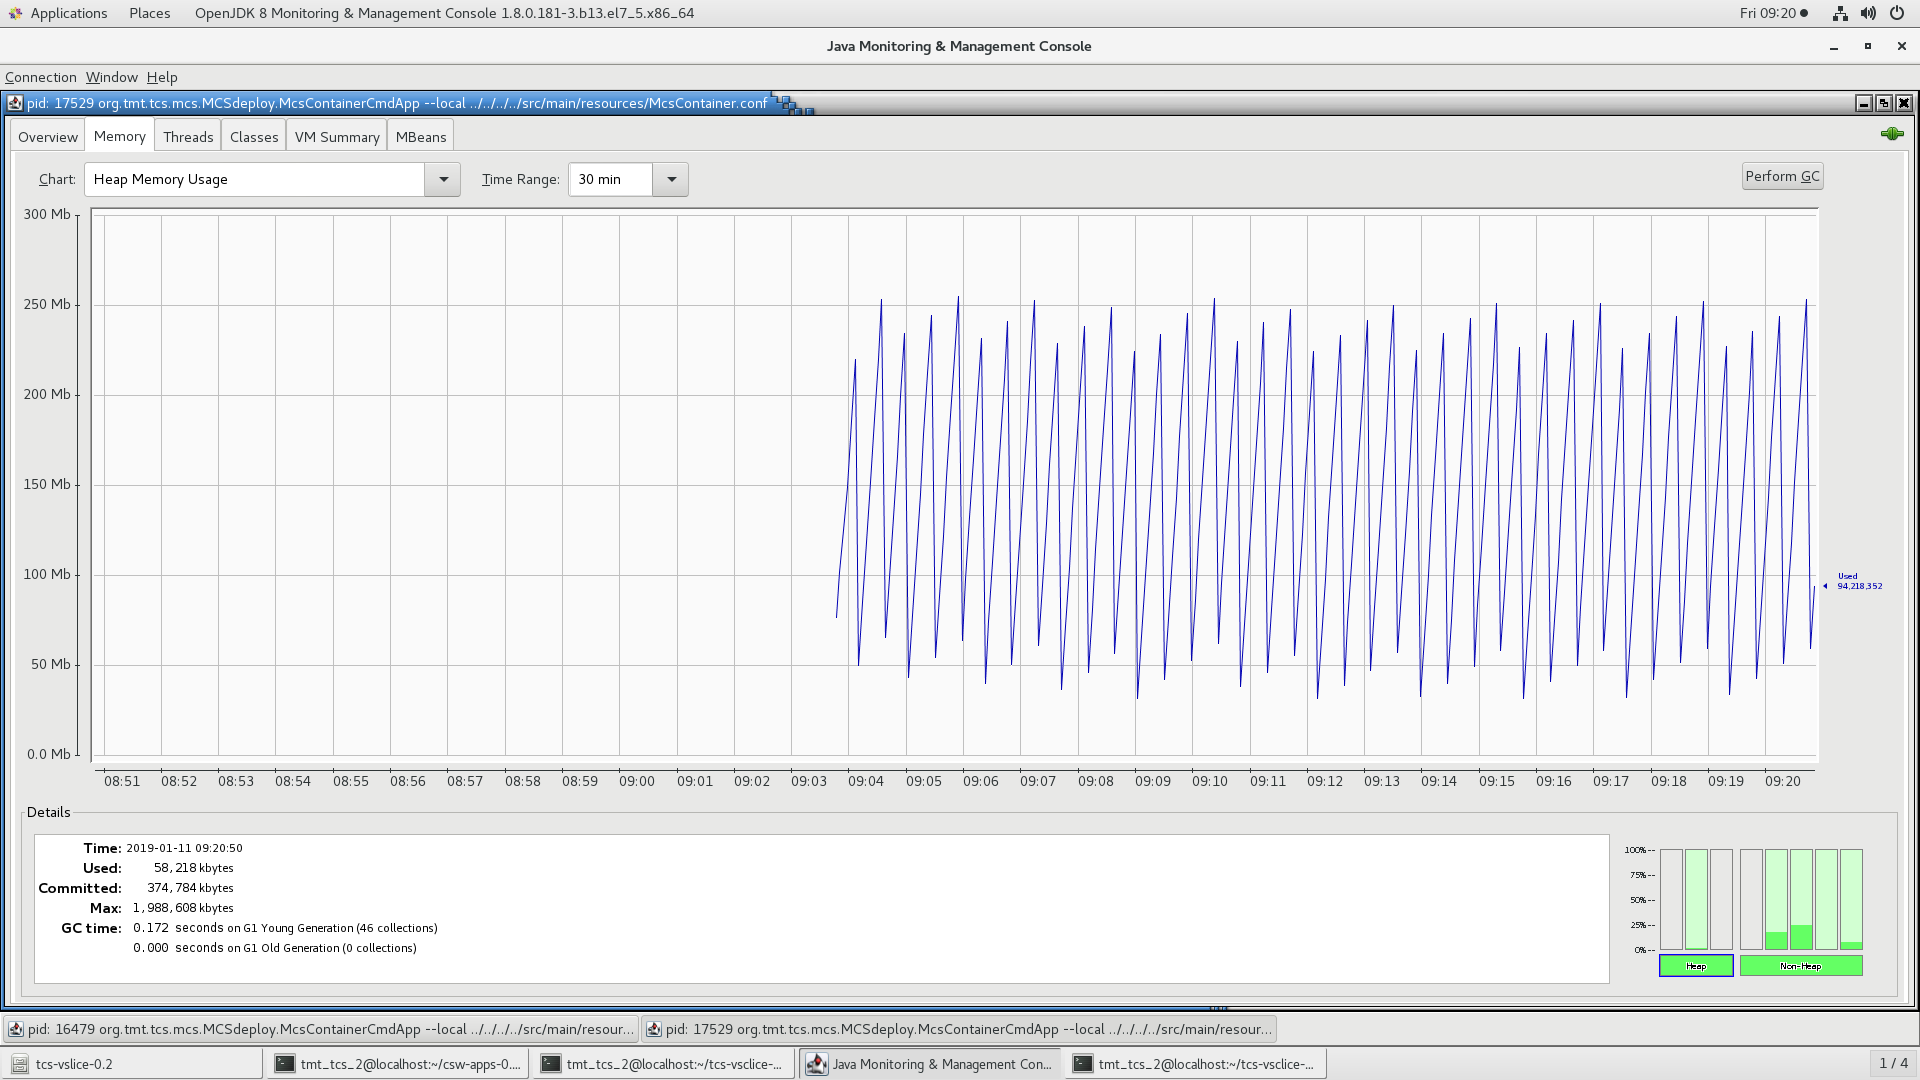 Applications Places OpenJDK 8 Monitoring & Management Console 1.8.0.181-3.b13.el7_5.x86_64 Fri 09:20
Java Monitoring & Management Console
Connection Window Help
pid: 17529 org.tmt.tcs.mcs.MCSdeploy.McsContainerCmdApp --local ../../../../src/main/resources/McsContainer.conf
Overview Memory Threads Classes VM Summary MBeans
Chart: Heap Memory Usage Time Range: 30 min Perform GC
300 Mb
250 Mb
200 Mb
150 Mb
100 Mb
Used
94,218,352
50 Mb
0.0 Mb
08:51 08:52 08:53 08:54 08:55 08:56 08:57 08:58 08:59 09:00 09:01 09:02 09:03 09:04 09:05 09:06 09:07 09:08 09:09 09:10 09:11 09:12 09:13 09:14 09:15 09:16 09:17 09:18 09:19 09:20
Details
Time: 2019-01-11 09:20:50
Used: 58,218 kbytes
Committed: 374,784 kbytes
Max: 1,988,608 kbytes
GC time: 0.172 seconds on G1 Young Generation (46 collections)
0.000 seconds on G1 Old Generation (0 collections)
100%--
75%--
50%--
25%--
0%--
Heap Non-Heap
pid: 16479 org.tmt.tcs.mcs.MCSdeploy.McsContainerCmdApp --local ../../../../src/main/resour... pid: 17529 org.tmt.tcs.mcs.MCSdeploy.McsContainerCmdApp --local ../../../../src/main/resour...
tcs-vslice-0.2 tmt_tcs_2@localhost:~/csw-apps-0.... tmt_tcs_2@localhost:~/tcs-vsclice-... Java Monitoring & Management Con... tmt_tcs_2@localhost:~/tcs-vsclice-... 1 / 4